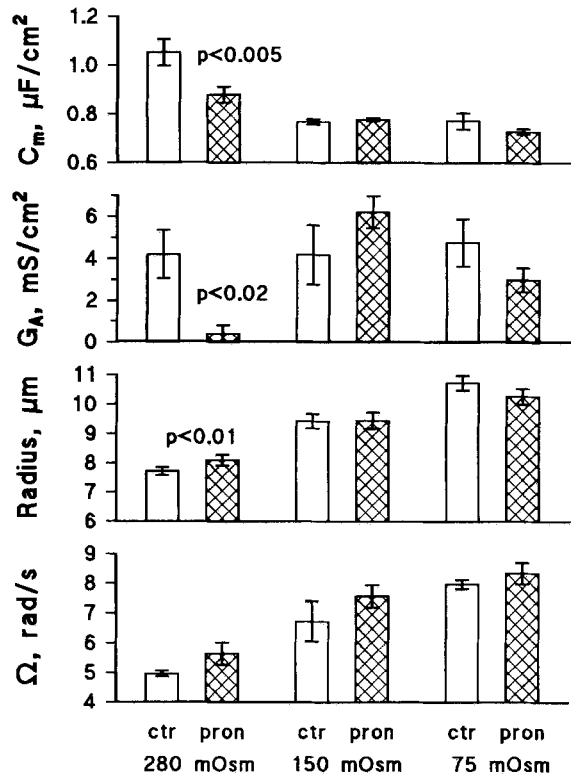 1.2
1.0
0.8
0.6
Cm, µF/cm²
p<0.005
6
4
2
0
GA, mS/cm²
p<0.02
11
10
9
8
7
6
Radius, µm
p<0.01
9
8
7
6
5
4
Ω, rad/s
ctr pron ctr pron ctr pron
280 mOsm 150 mOsm 75 mOsm